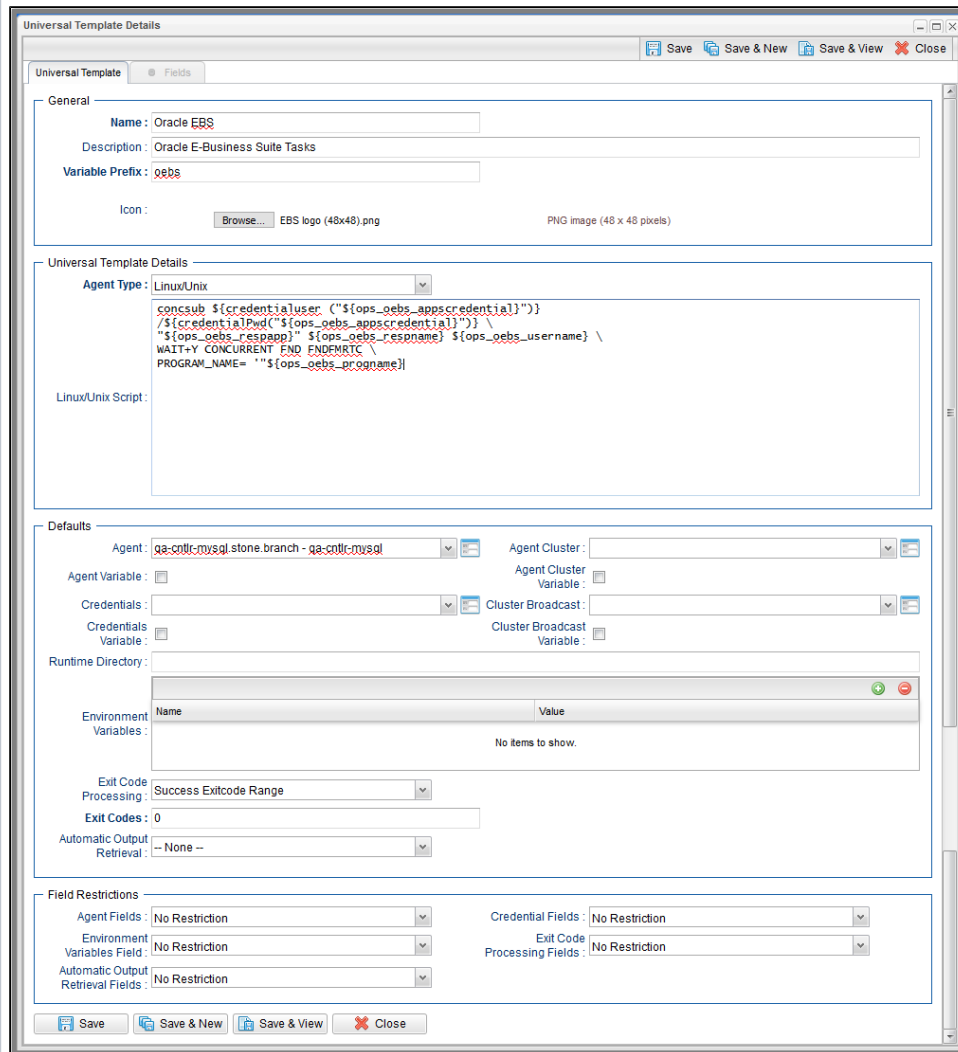 Universal Template Details
Save Save & New Save & View Close
Universal Template Fields
General
Name : Oracle EBS
Description : Oracle E-Business Suite Tasks
Variable Prefix : oebs
Icon : Browse... EBS logo (48x48).png PNG image (48 x 48 pixels)
Universal Template Details
Agent Type : Linux/Unix
Linux/Unix Script :
concsub ${credentialuser ("${ops_oebs_appscredential}")}
/${credentialPwd("${ops_oebs_appscredential}")} \
"${ops_oebs_respapp}" ${ops_oebs_respname} ${ops_oebs_username} \
WAIT+Y CONCURRENT FND FNDFMRTC \
PROGRAM_NAME= '"${ops_oebs_progname}
Defaults
Agent : qa-cntlr-mysql.stone.branch - qa-cntlr-mysql Agent Cluster :
Agent Variable : Agent Cluster Variable :
Credentials : Cluster Broadcast :
Credentials Variable : Cluster Broadcast Variable :
Runtime Directory :
Environment Variables :
Name Value
No items to show.
Exit Code Processing : Success Exitcode Range
Exit Codes : 0
Automatic Output Retrieval : -- None --
Field Restrictions
Agent Fields : No Restriction Credential Fields : No Restriction
Environment Variables Field : No Restriction Exit Code Processing Fields : No Restriction
Automatic Output Retrieval Fields : No Restriction
Save Save & New Save & View Close